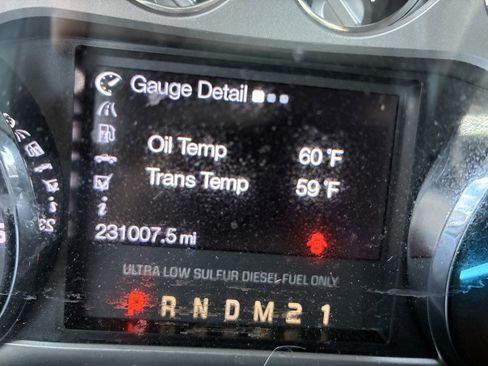 Gauge Detail
Oil Temp 60 °F
Trans Temp 59 °F
231007.5 mi
ULTRA LOW SULFUR DIESEL FUEL ONLY
P R N D M 2 1